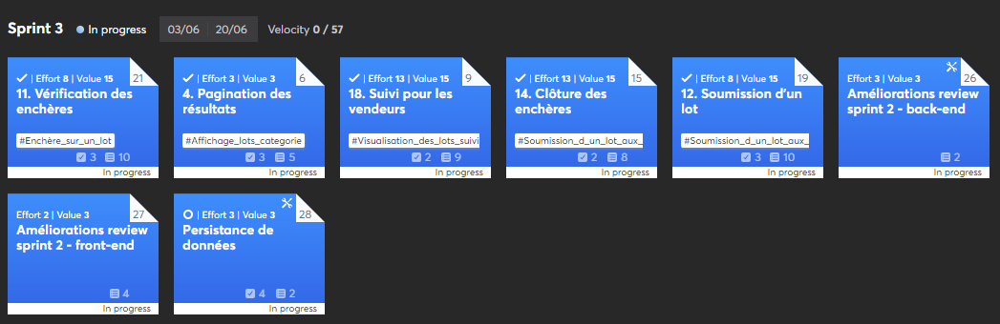 Sprint 3 In progress 03/06 20/06 Velocity 0 / 57
| Effort 8 | Value 15 21
11. Vérification des
enchères
#Enchère_sur_un_lot
3 10
In progress
| Effort 3 | Value 3 6
4. Pagination des
résultats
#Affichage_lots_categorie
3 5
In progress
| Effort 13 | Value 15 9
18. Suivi pour les
vendeurs
#Visualisation_des_lots_suivi
2 9
In progress
| Effort 13 | Value 15 15
14. Clôture des
enchères
#Soumission_d_un_lot_aux_
2 8
In progress
| Effort 8 | Value 15 19
12. Soumission d'un
lot
#Soumission_d_un_lot_aux_
3 10
In progress
Effort 3 | Value 3 26
Améliorations review
sprint 2 - back-end
2
In progress
Effort 2 | Value 3 27
Améliorations review
sprint 2 - front-end
4
In progress
| Effort 3 | Value 3 28
Persistance de
données
4 2
In progress